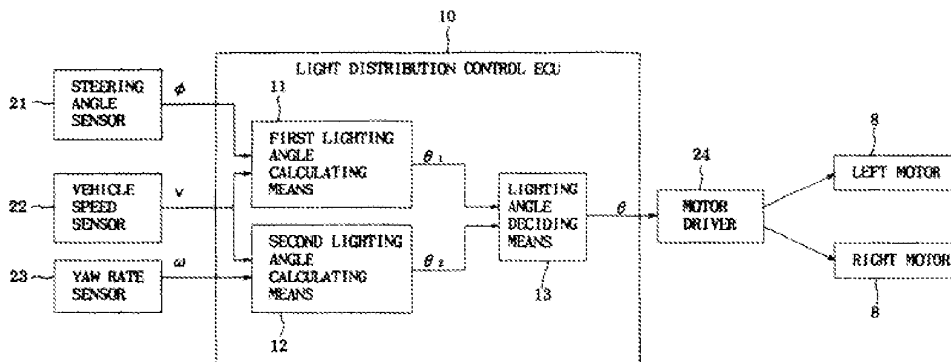 10
LIGHT DISTRIBUTION CONTROL ECU
21
STEERING
ANGLE
SENSOR
ϕ
11
FIRST LIGHTING
ANGLE
CALCULATING
MEANS
θ 1
22
VEHICLE
SPEED
SENSOR
v
23
YAW RATE
SENSOR
ω
SECOND LIGHTING
ANGLE
CALCULATING
MEANS
12
θ 2
LIGHTING
ANGLE
DECIDING
MEANS
13
θ
24
MOTOR
DRIVER
8
LEFT MOTOR
RIGHT MOTOR
8